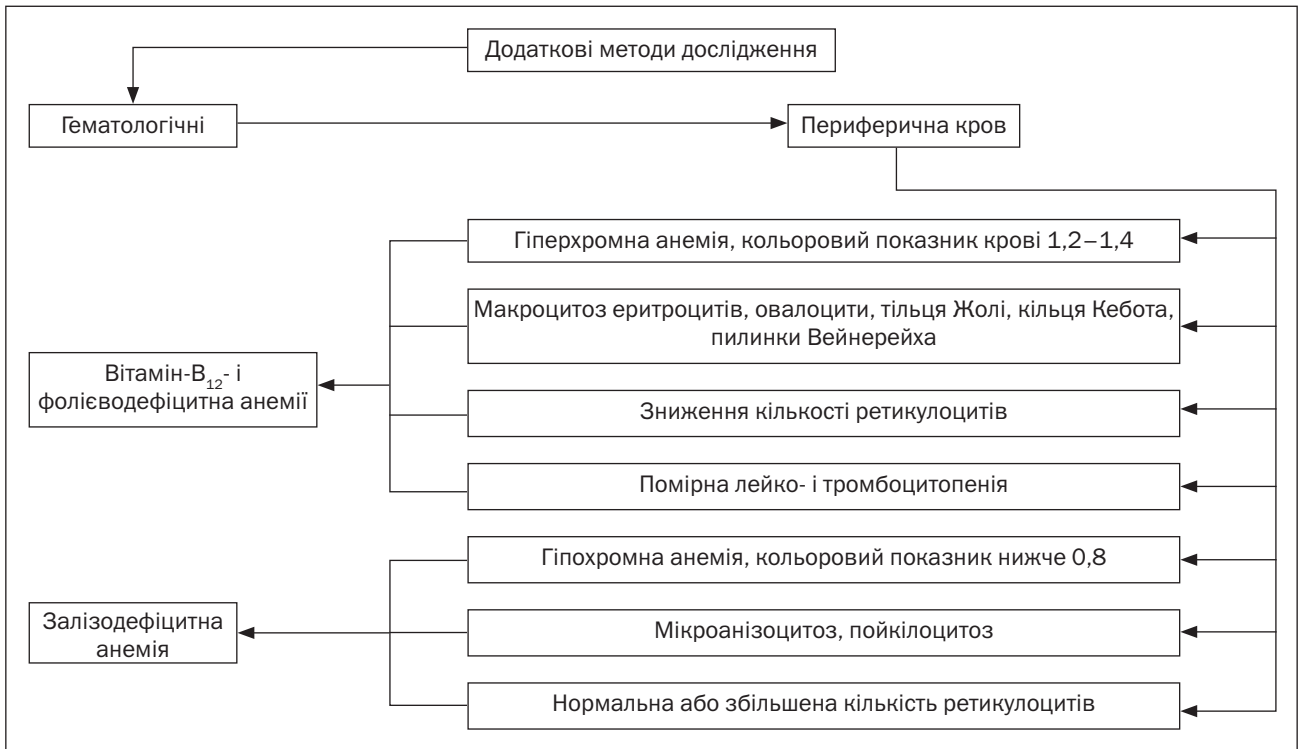 Додаткові методи дослідження
Гематологічні
Периферична кров
Гіперхромна анемія, кольоровий показник крові 1,2–1,4
Макроцитоз еритроцитів, овалоцити, тільця Жолі, кільця Кебота,
пилинки Вейнерейха
Вітамін-B₁₂- і
фолієводефіцитна анемії
Зниження кількості ретикулоцитів
Помірна лейко- і тромбоцитопенія
Гіпохромна анемія, кольоровий показник нижче 0,8
Залізодефіцитна
анемія
Мікроанізоцитоз, пойкілоцитоз
Нормальна або збільшена кількість ретикулоцитів